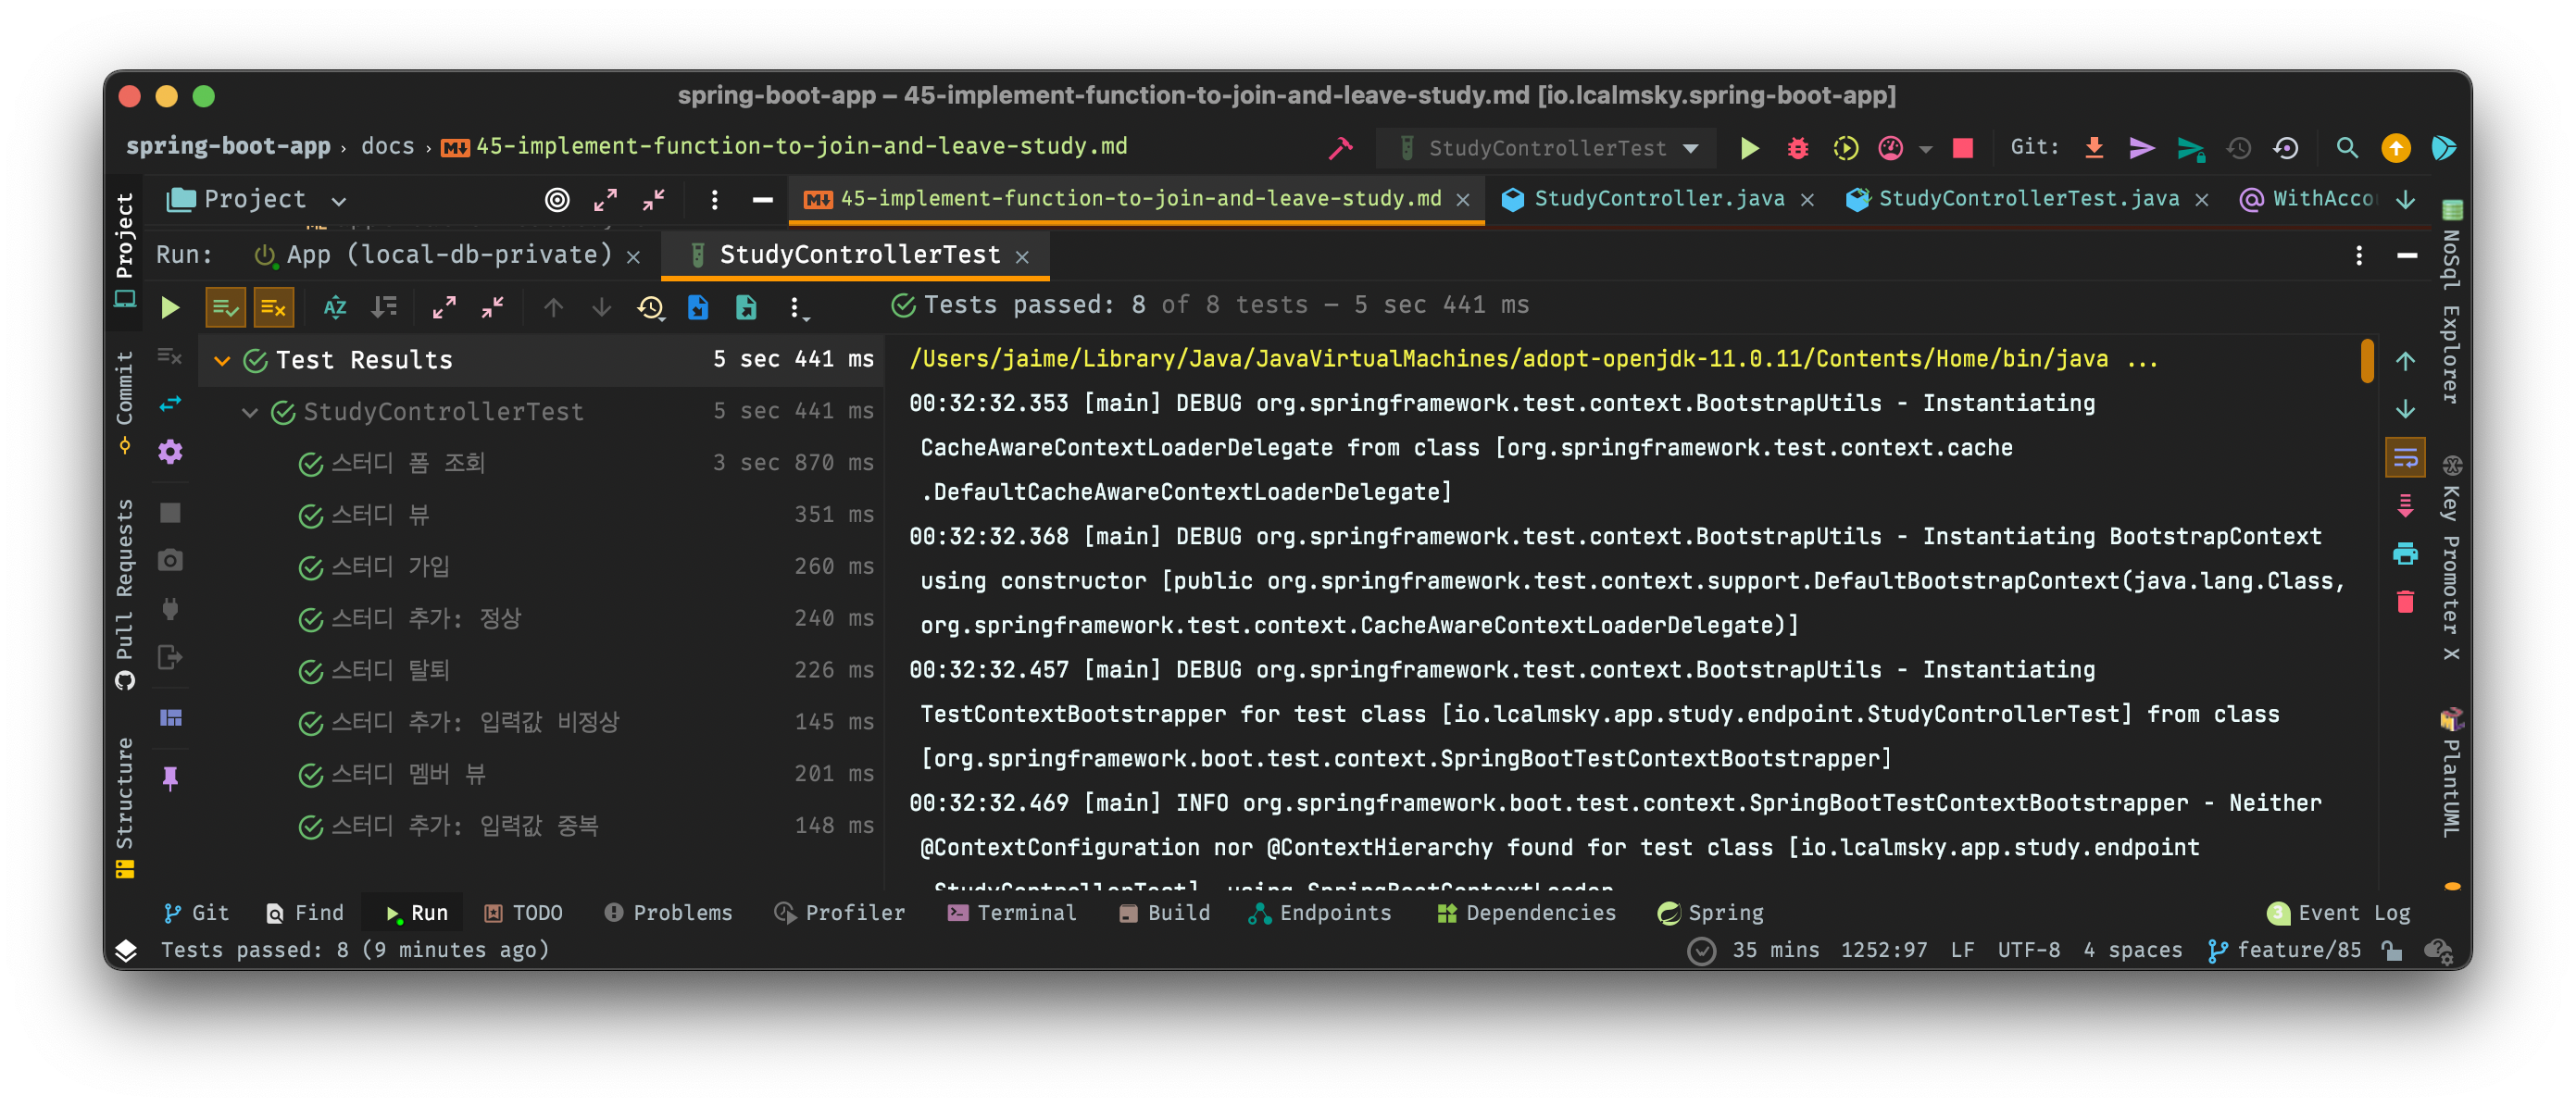 spring-boot-app – 45-implement-function-to-join-and-leave-study.md [io.lcalmsky.spring-boot-app]
spring-boot-app › docs › 45-implement-function-to-join-and-leave-study.md
StudyControllerTest
Git:
Project
45-implement-function-to-join-and-leave-study.md
StudyController.java
StudyControllerTest.java
@ WithAcco
Run:
App (local-db-private)
StudyControllerTest
Tests passed: 8 of 8 tests – 5 sec 441 ms
Test Results 5 sec 441 ms
StudyControllerTest 5 sec 441 ms
스터디 폼 조회 3 sec 870 ms
스터디 뷰 351 ms
스터디 가입 260 ms
스터디 추가: 정상 240 ms
스터디 탈퇴 226 ms
스터디 추가: 입력값 비정상 145 ms
스터디 멤버 뷰 201 ms
스터디 추가: 입력값 중복 148 ms
/Users/jaime/Library/Java/JavaVirtualMachines/adopt-openjdk-11.0.11/Contents/Home/bin/java ...
00:32:32.353 [main] DEBUG org.springframework.test.context.BootstrapUtils - Instantiating
CacheAwareContextLoaderDelegate from class [org.springframework.test.context.cache
.DefaultCacheAwareContextLoaderDelegate]
00:32:32.368 [main] DEBUG org.springframework.test.context.BootstrapUtils - Instantiating BootstrapContext
using constructor [public org.springframework.test.context.support.DefaultBootstrapContext(java.lang.Class,
org.springframework.test.context.CacheAwareContextLoaderDelegate)]
00:32:32.457 [main] DEBUG org.springframework.test.context.BootstrapUtils - Instantiating
TestContextBootstrapper for test class [io.lcalmsky.app.study.endpoint.StudyControllerTest] from class
[org.springframework.boot.test.context.SpringBootTestContextBootstrapper]
00:32:32.469 [main] INFO org.springframework.boot.test.context.SpringBootTestContextBootstrapper - Neither
@ContextConfiguration nor @ContextHierarchy found for test class [io.lcalmsky.app.study.endpoint
.StudyControllerTest], using SpringBootContextLoader
Project
Commit
Pull Requests
Structure
NoSql Explorer
Key Promoter X
PlantUML
Git
Find
Run
TODO
Problems
Profiler
Terminal
Build
Endpoints
Dependencies
Spring
3 Event Log
Tests passed: 8 (9 minutes ago)
35 mins
1252:97
LF
UTF-8
4 spaces
feature/85